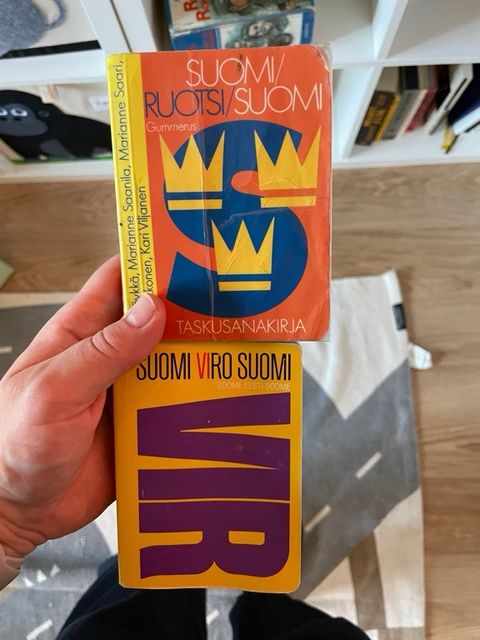 SUOMI/
RUOTSI/SUOMI
Gummerus
Marianne Saanila, Marianne Saari,
Kari Viljanen
S
TASKUSANAKIRJA
SUOMI VIRO SUOMI
SOOME EESTI SOOME
VIR